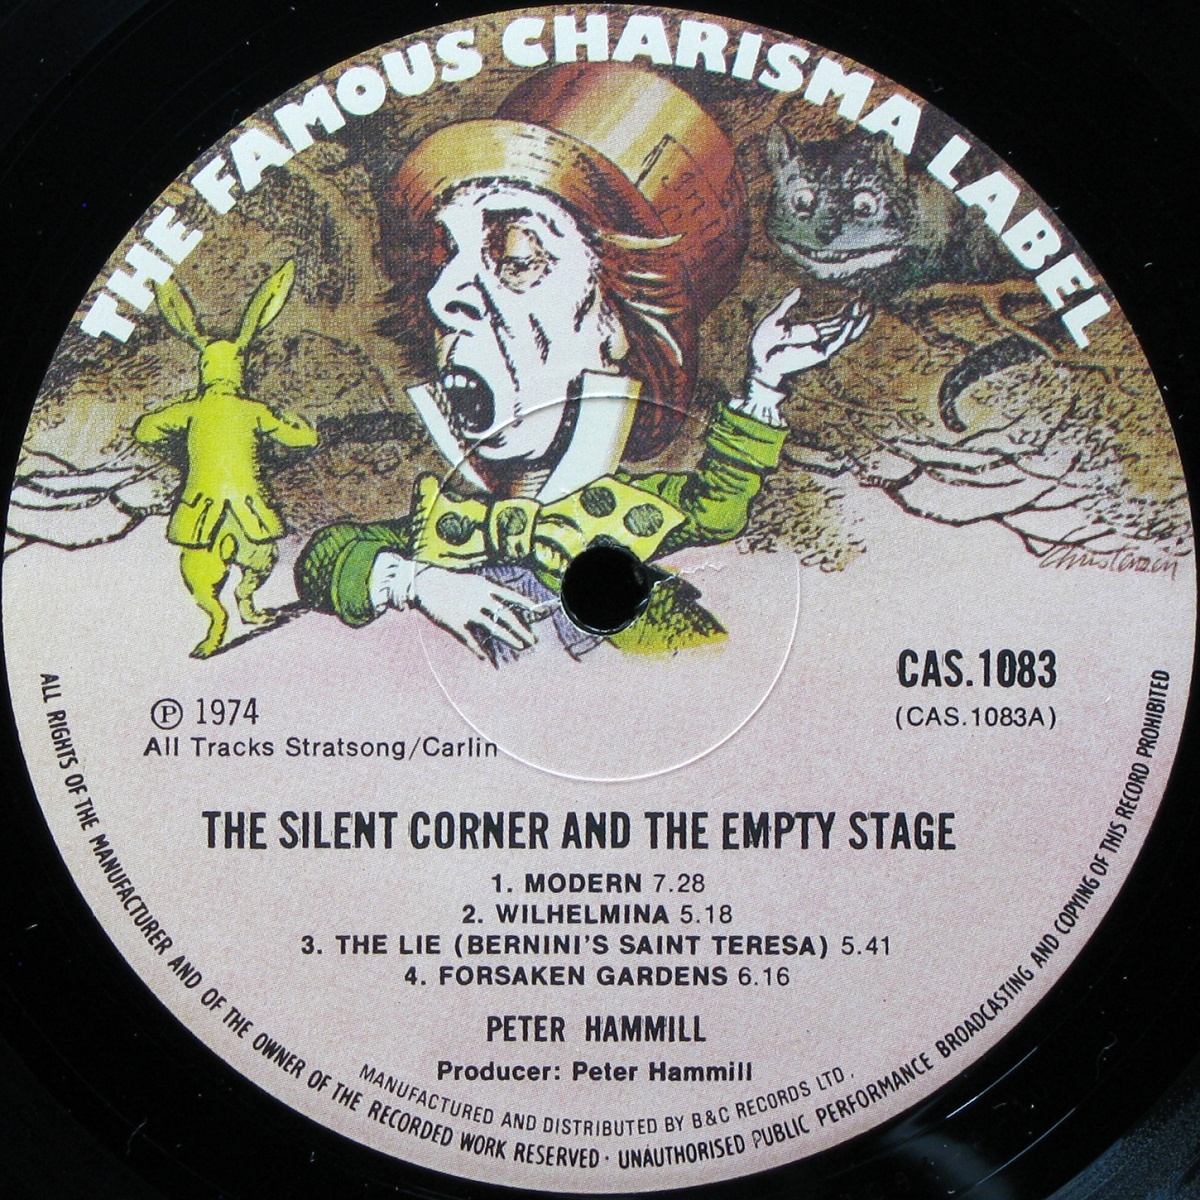 THE FAMOUS CHARISMA LABEL
Christensen
CAS.1083
(CAS.1083A)
℗ 1974
All Tracks Stratsong/Carlin
THE SILENT CORNER AND THE EMPTY STAGE
1. MODERN 7.28
2. WILHELMINA 5.18
3. THE LIE (BERNINI'S SAINT TERESA) 5.41
4. FORSAKEN GARDENS 6.16
PETER HAMMILL
Producer: Peter Hammill
MANUFACTURED AND DISTRIBUTED BY B&C RECORDS LTD.
ALL RIGHTS OF THE MANUFACTURER AND OF THE OWNER OF THE RECORDED WORK RESERVED · UNAUTHORISED PUBLIC PERFORMANCE BROADCASTING AND COPYING OF THIS RECORD PROHIBITED